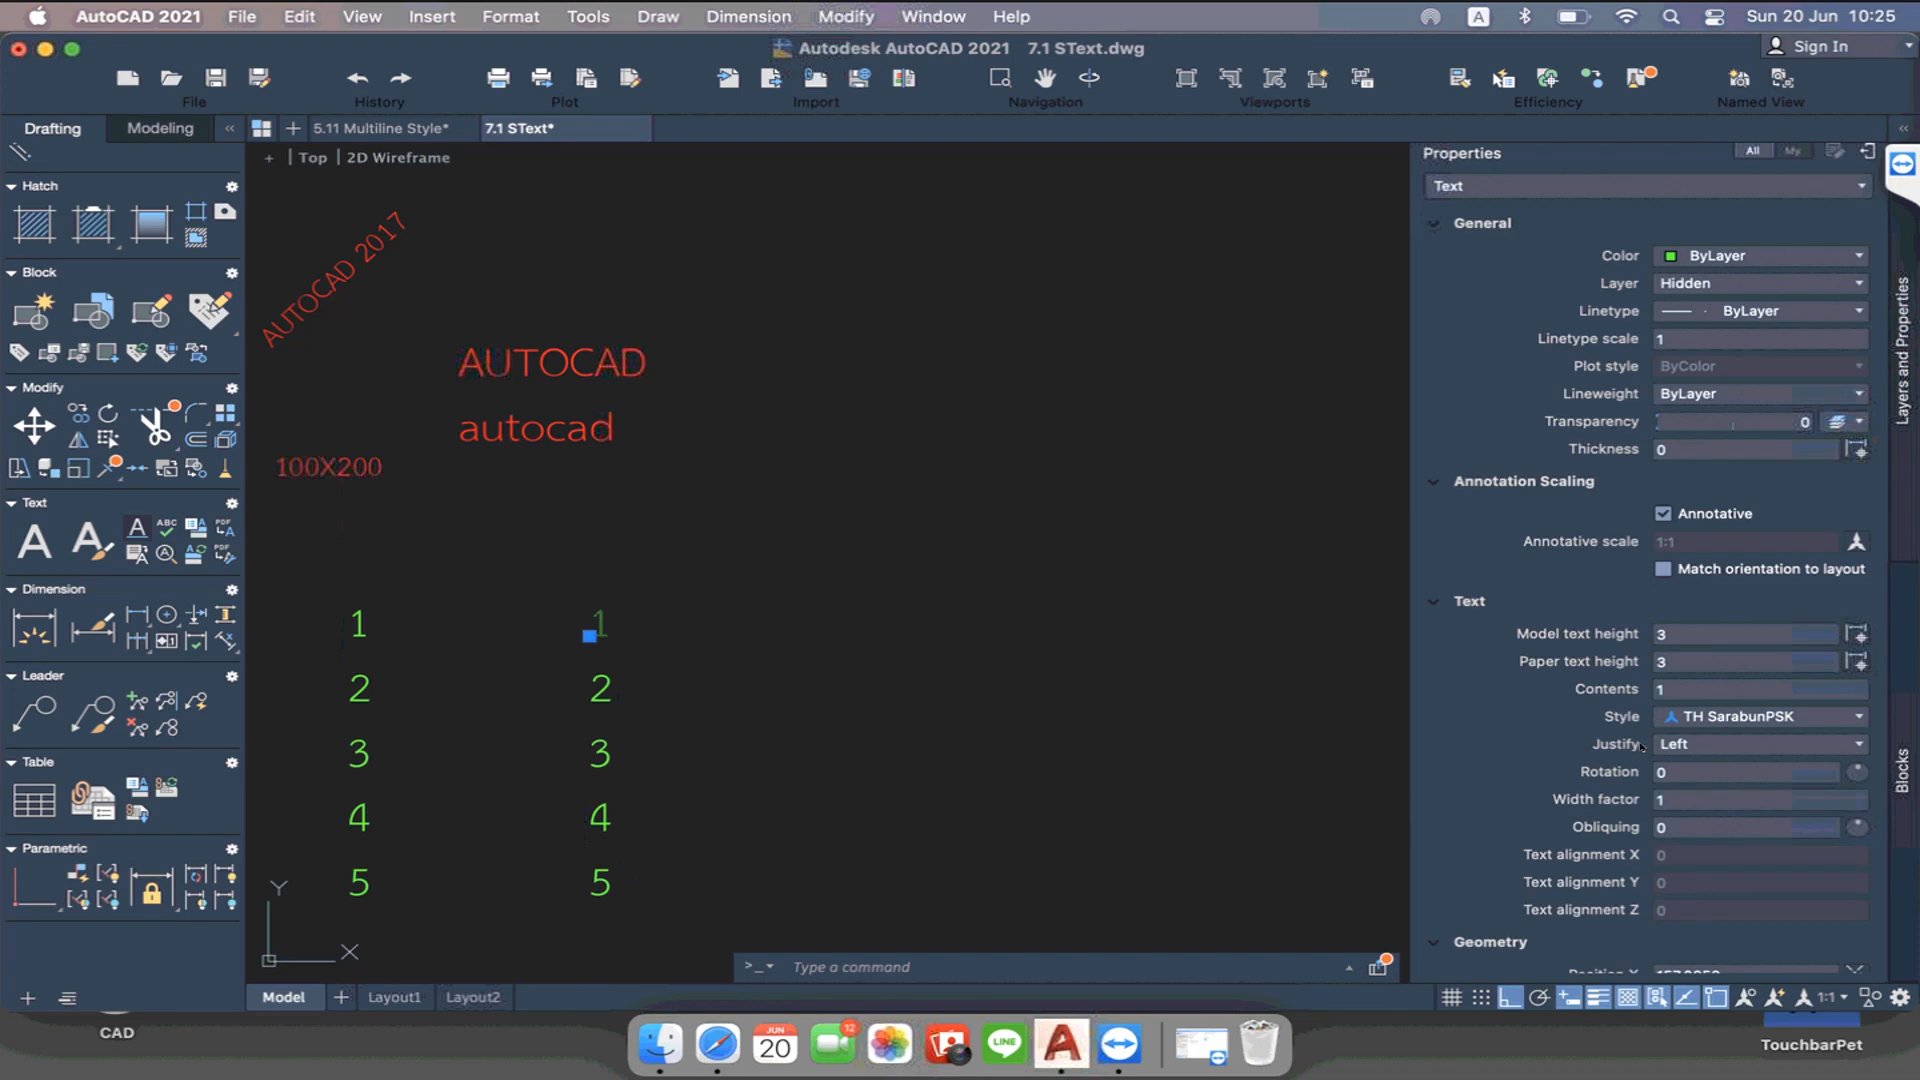 AutoCAD 2021 File Edit View Insert Format Tools Draw Dimension Modify Window Help A Sun 20 Jun 10:25
Autodesk AutoCAD 2021 7.1 SText.dwg Sign In
File History Plot Import Navigation Viewports Efficiency Named View
Drafting Modeling « + 5.11 Multiline Style* 7.1 SText* «
+ | Top | 2D Wireframe
Hatch
Block
Modify
Text
Dimension
Leader
Table
Parametric
AUTOCAD 2017
AUTOCAD
autocad
100X200
1 1
2 2
3 3
4 4
5 5
Y
X
>_ Type a command
Model + Layout1 Layout2
Properties All My
Text
General
Color ByLayer
Layer Hidden
Linetype ByLayer
Linetype scale 1
Plot style ByColor
Lineweight ByLayer
Transparency 0
Thickness 0
Annotation Scaling
Annotative
Annotative scale 1:1
Match orientation to layout
Text
Model text height 3
Paper text height 3
Contents 1
Style TH SarabunPSK
Justify Left
Rotation 0
Width factor 1
Obliquing 0
Text alignment X 0
Text alignment Y 0
Text alignment Z 0
Geometry
Layers and Properties
Blocks
1:1
CAD
JUN
20
12
LINE
TouchbarPet